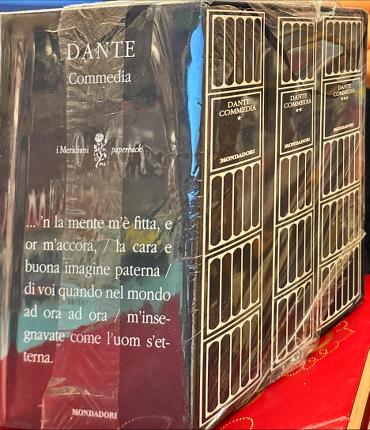 DANTE
Commedia
i Meridiani paperback
... 'n la mente m'è fitta, e
or m'accora, / la cara e
buona imagine paterna /
di voi quando nel mondo
ad ora ad ora / m'inse-
gnavate come l'uom s'et-
terna.
MONDADORI
DANTE
COMMEDIA
*
MONDADORI
DANTE
COMMEDIA
**
MONDADORI
DANTE
COMMEDIA
***
MONDADORI